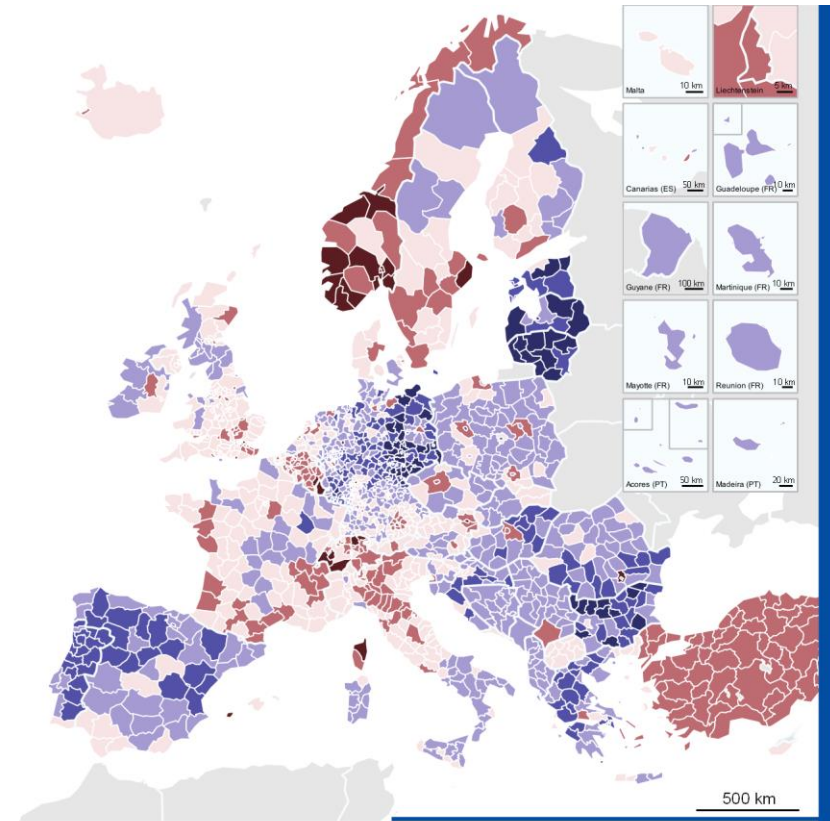 Malta
10 km
Liechtenstein
5 km
Canarias (ES)
50 km
Guadeloupe (FR)
10 km
Guyane (FR)
100 km
Martinique (FR)
10 km
Mayotte (FR)
10 km
Reunion (FR)
10 km
Acores (PT)
50 km
Madeira (PT)
20 km
500 km